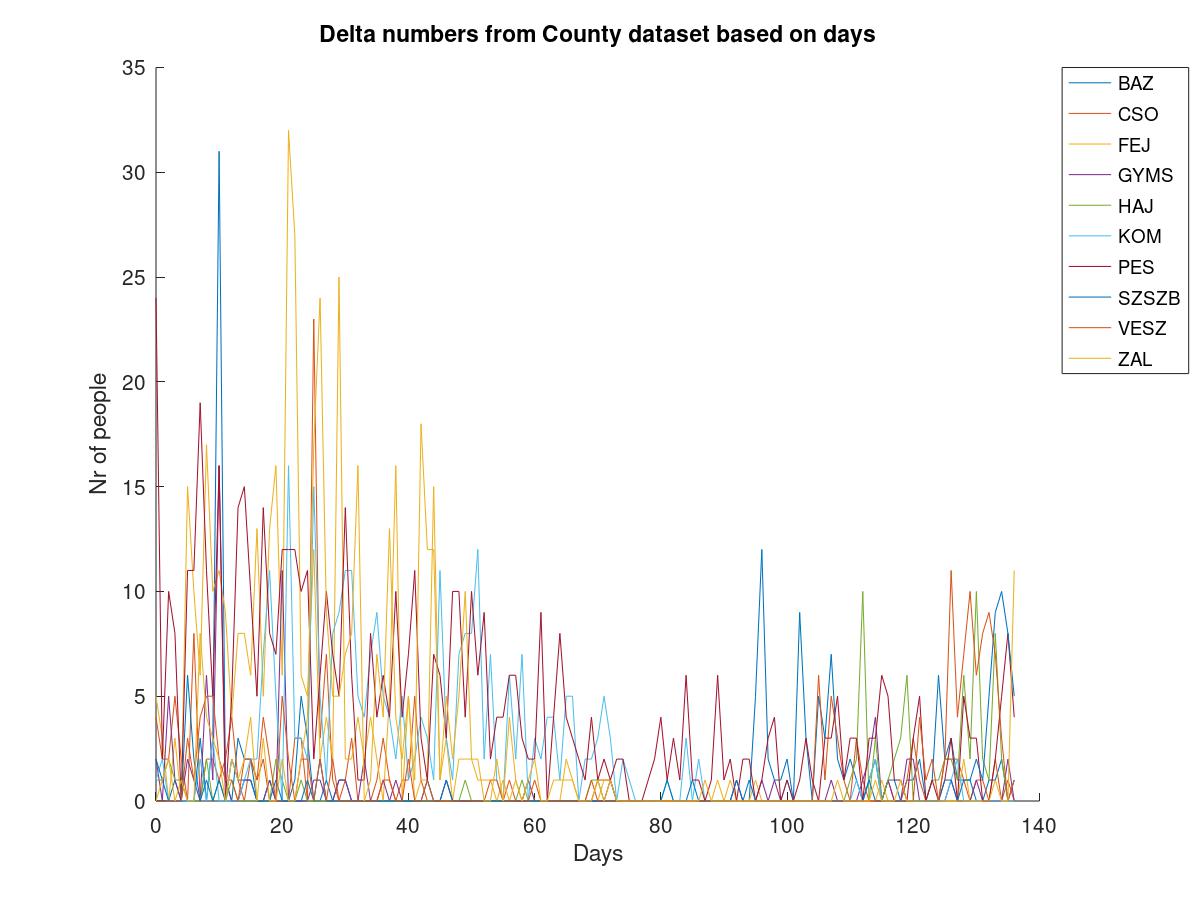 Delta numbers from County dataset based on days
35
30
25
20
15
10
5
0
Nr of people
0 20 40 60 80 100 120 140
Days
BAZ
CSO
FEJ
GYMS
HAJ
KOM
PES
SZSZB
VESZ
ZAL